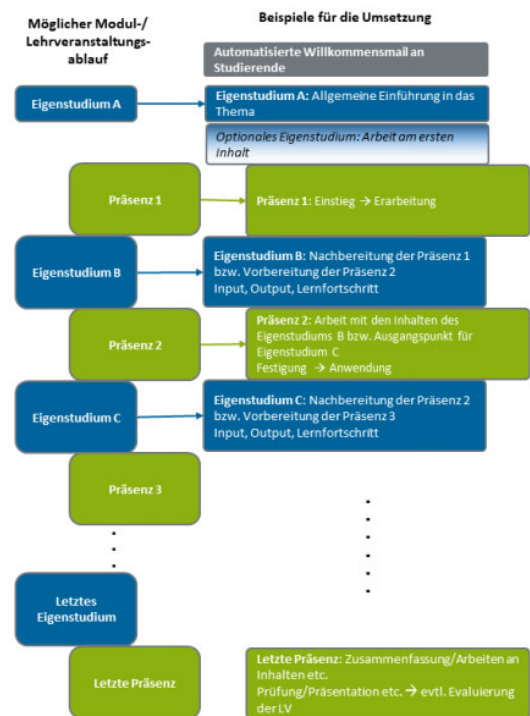 Möglicher Modul-/
Lehrveranstaltungs-
ablauf
Beispiele für die Umsetzung
Automatisierte Willkommensmail an
Studierende
Eigenstudium A
Eigenstudium A: Allgemeine Einführung in das
Thema
Optionales Eigenstudium: Arbeit am ersten
Inhalt
Präsenz 1
Präsenz 1: Einstieg → Erarbeitung
Eigenstudium B
Eigenstudium B: Nachbereitung der Präsenz 1
bzw. Vorbereitung der Präsenz 2
Input, Output, Lernfortschritt
Präsenz 2
Präsenz 2: Arbeit mit den Inhalten des
Eigenstudiums B bzw. Ausgangspunkt für
Eigenstudium C
Festigung → Anwendung
Eigenstudium C
Eigenstudium C: Nachbereitung der Präsenz 2
bzw. Vorbereitung der Präsenz 3
Input, Output, Lernfortschritt
Präsenz 3
Letztes
Eigenstudium
Letzte Präsenz
Letzte Präsenz: Zusammenfassung/Arbeiten an
Inhalten etc.
Prüfung/Präsentation etc. → evtl. Evaluierung
der LV